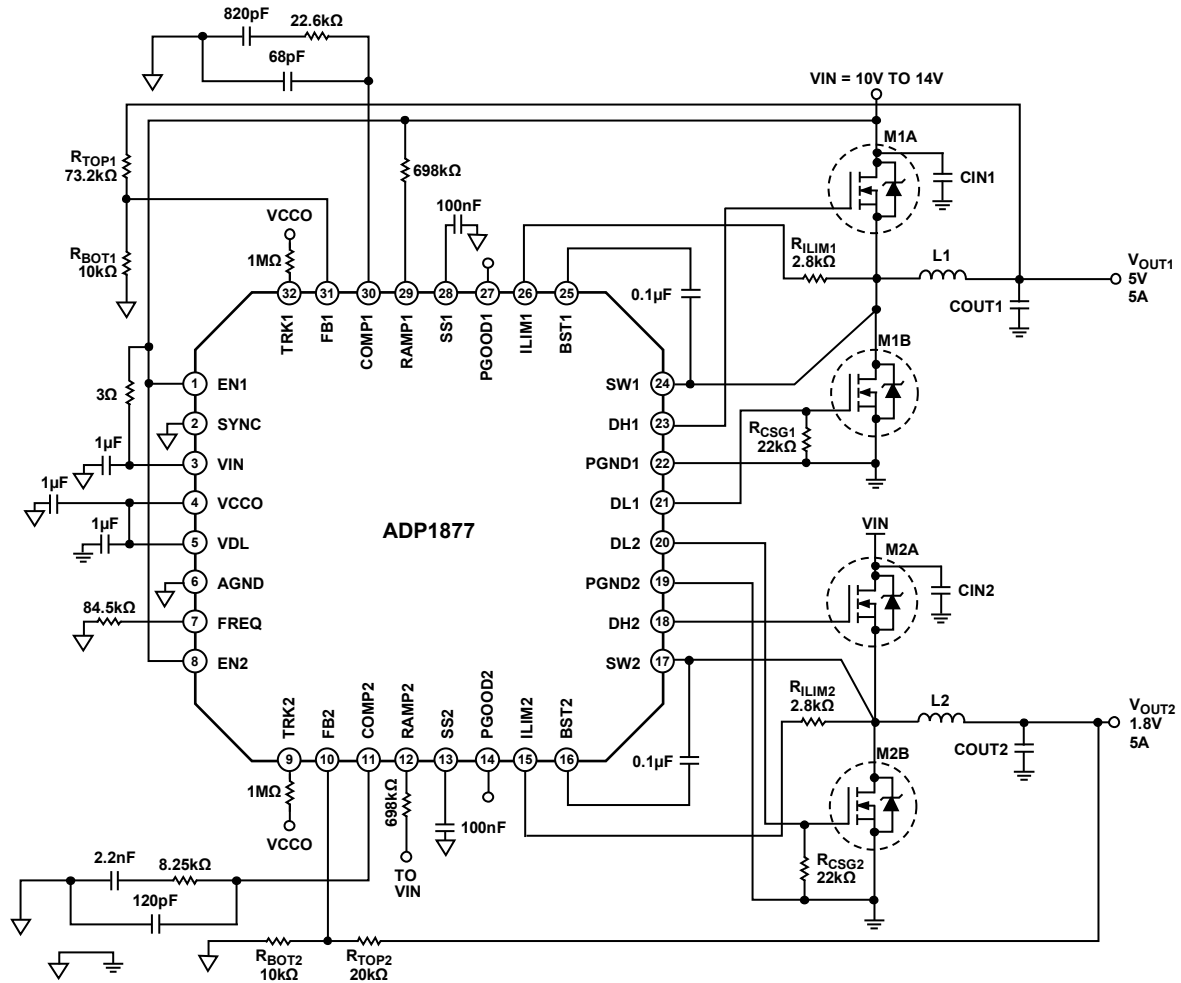 820pF
22.6kΩ
68pF
VIN = 10V TO 14V
M1A
CIN1
RTOP1
73.2kΩ
698kΩ
100nF
VCCO
1MΩ
RBOT1
10kΩ
RILIM1
2.8kΩ
L1
VOUT1
5V
5A
COUT1
0.1µF
32
31
30
29
28
27
26
25
TRK1
FB1
COMP1
RAMP1
SS1
PGOOD1
ILIM1
BST1
M1B
3Ω
1
EN1
SW1
24
2
SYNC
DH1
23
RCSG1
22kΩ
1µF
3
VIN
PGND1
22
1µF
4
VCCO
DL1
21
1µF
5
VDL
ADP1877
DL2
20
VIN
M2A
6
AGND
PGND2
19
CIN2
84.5kΩ
7
FREQ
DH2
18
8
EN2
SW2
17
TRK2
FB2
COMP2
RAMP2
SS2
PGOOD2
ILIM2
BST2
RILIM2
2.8kΩ
L2
VOUT2
1.8V
5A
COUT2
M2B
9
10
11
12
13
14
15
16
0.1µF
1MΩ
698kΩ
100nF
VCCO
TO
VIN
2.2nF
8.25kΩ
120pF
RCSG2
22kΩ
RBOT2
10kΩ
RTOP2
20kΩ